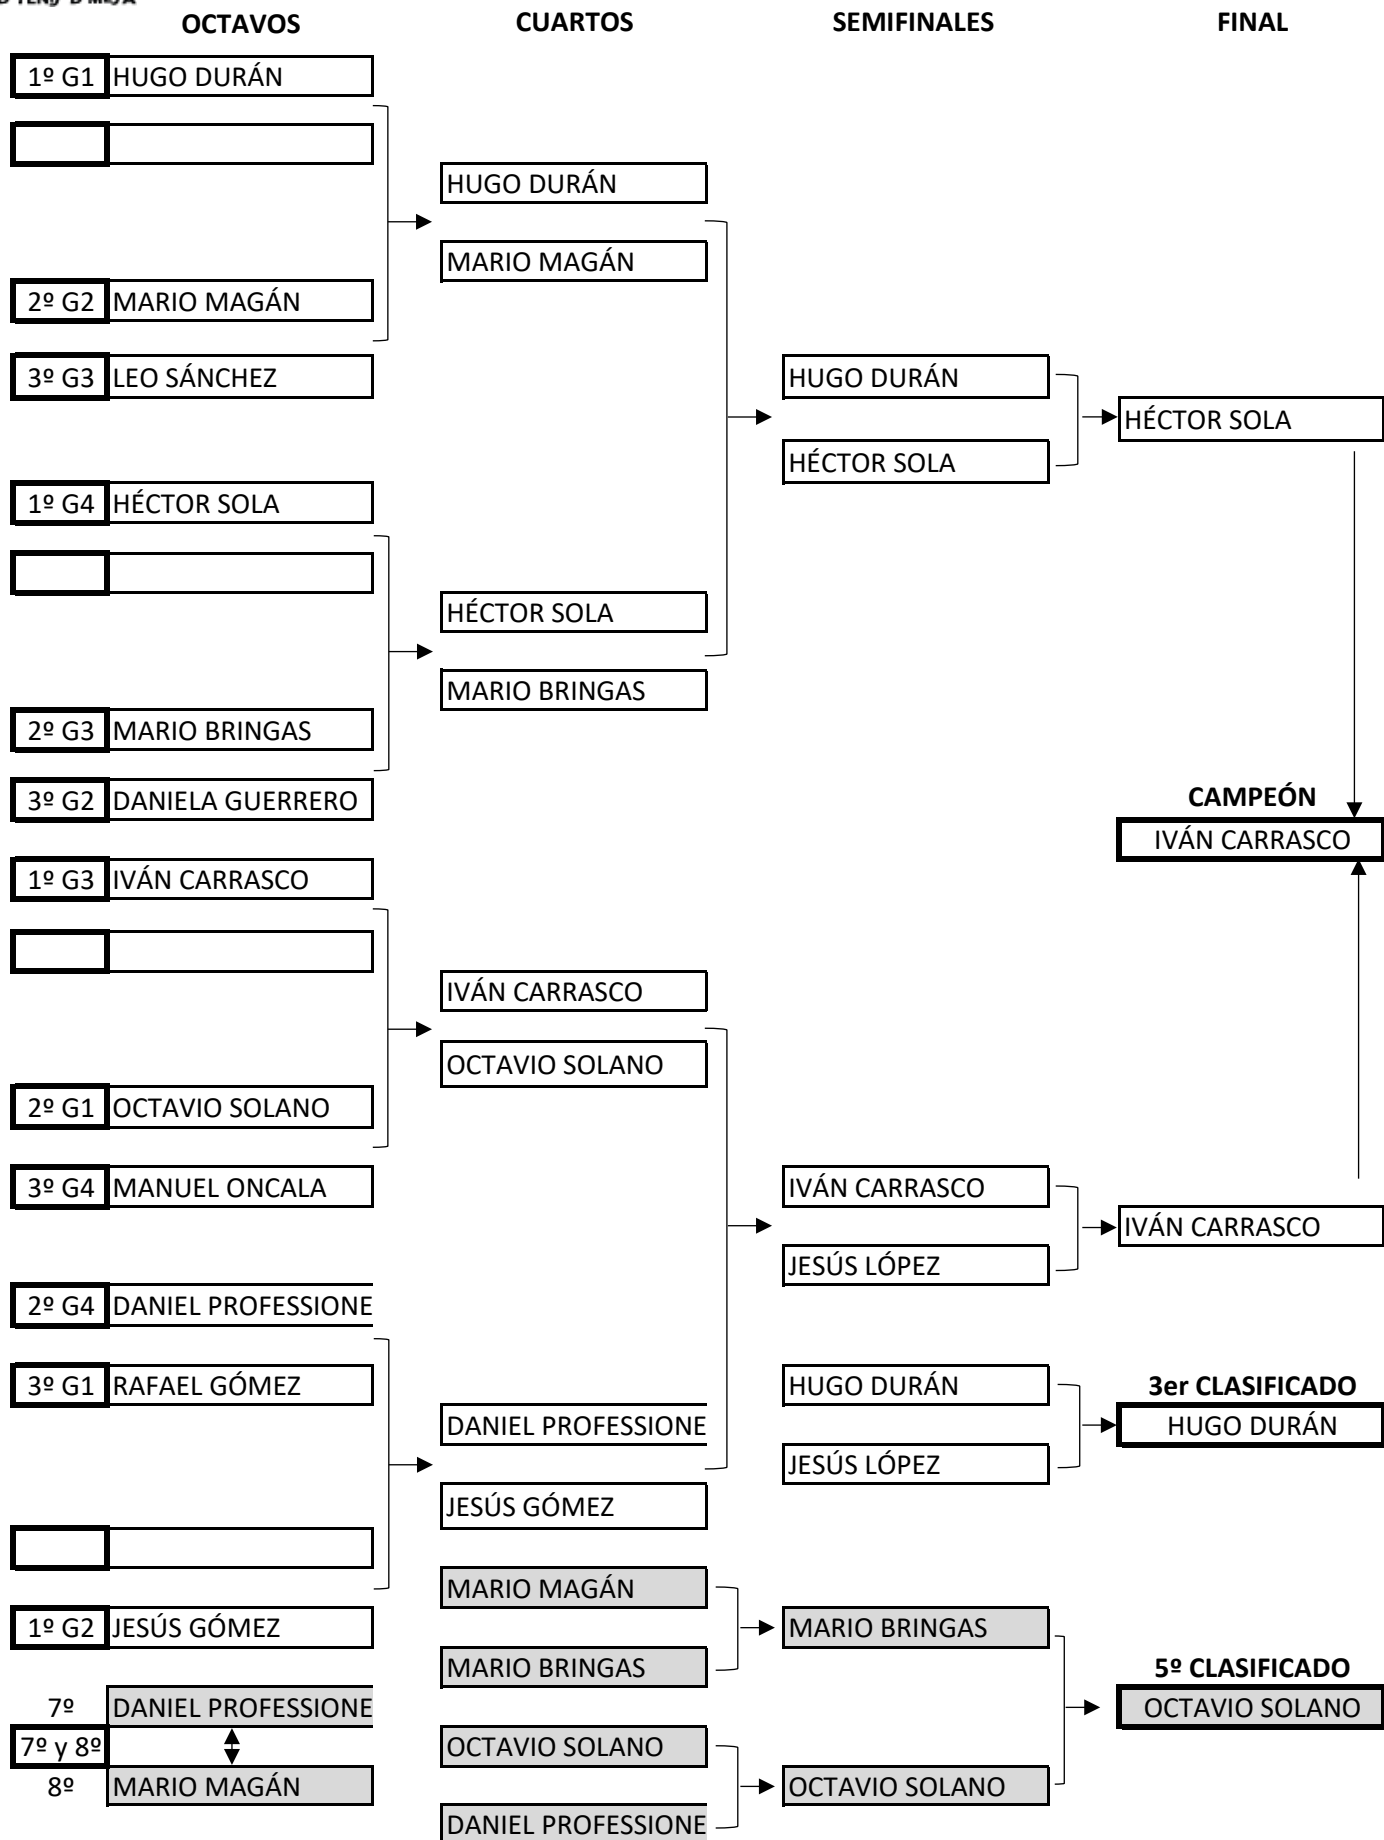 OCTAVOS CUARTOS SEMIFINALES FINAL
1º G1 HUGO DURÁN
HUGO DURÁN
MARIO MAGÁN
2º G2 MARIO MAGÁN
3º G3 LEO SÁNCHEZ HUGO DURÁN
HÉCTOR SOLA
HÉCTOR SOLA
1º G4 HÉCTOR SOLA
HÉCTOR SOLA
MARIO BRINGAS
2º G3 MARIO BRINGAS
3º G2 DANIELA GUERRERO CAMPEÓN
IVÁN CARRASCO
1º G3 IVÁN CARRASCO
IVÁN CARRASCO
OCTAVIO SOLANO
2º G1 OCTAVIO SOLANO
3º G4 MANUEL ONCALA IVÁN CARRASCO
IVÁN CARRASCO
JESÚS LÓPEZ
2º G4 DANIEL PROFESSIONE
3º G1 RAFAEL GÓMEZ HUGO DURÁN 3er CLASIFICADO
DANIEL PROFESSIONE HUGO DURÁN
JESÚS LÓPEZ
JESÚS GÓMEZ
MARIO MAGÁN
1º G2 JESÚS GÓMEZ MARIO BRINGAS
MARIO BRINGAS 5º CLASIFICADO
7º DANIEL PROFESSIONE OCTAVIO SOLANO
7º y 8º OCTAVIO SOLANO
8º MARIO MAGÁN OCTAVIO SOLANO
DANIEL PROFESSIONE